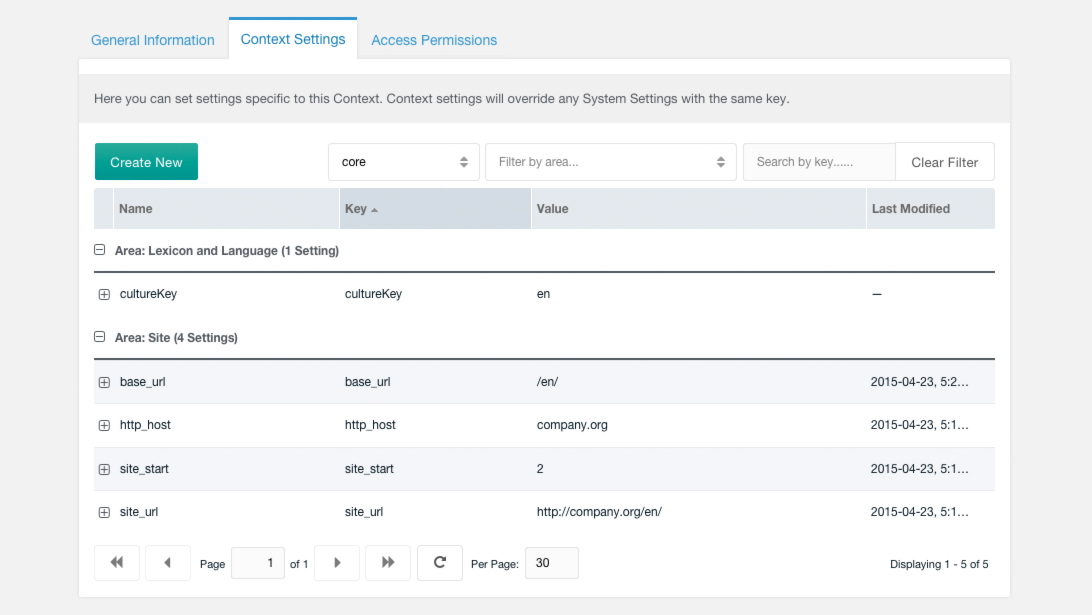 General Information Context Settings Access Permissions
Here you can set settings specific to this Context. Context settings will override any System Settings with the same key.
Create New core Filter by area... Search by key...... Clear Filter
Name Key Value Last Modified
Area: Lexicon and Language (1 Setting)
cultureKey cultureKey en —
Area: Site (4 Settings)
base_url base_url /en/ 2015-04-23, 5:2...
http_host http_host company.org 2015-04-23, 5:1...
site_start site_start 2 2015-04-23, 5:1...
site_url site_url http://company.org/en/ 2015-04-23, 5:1...
Page 1 of 1 Per Page: 30 Displaying 1 - 5 of 5